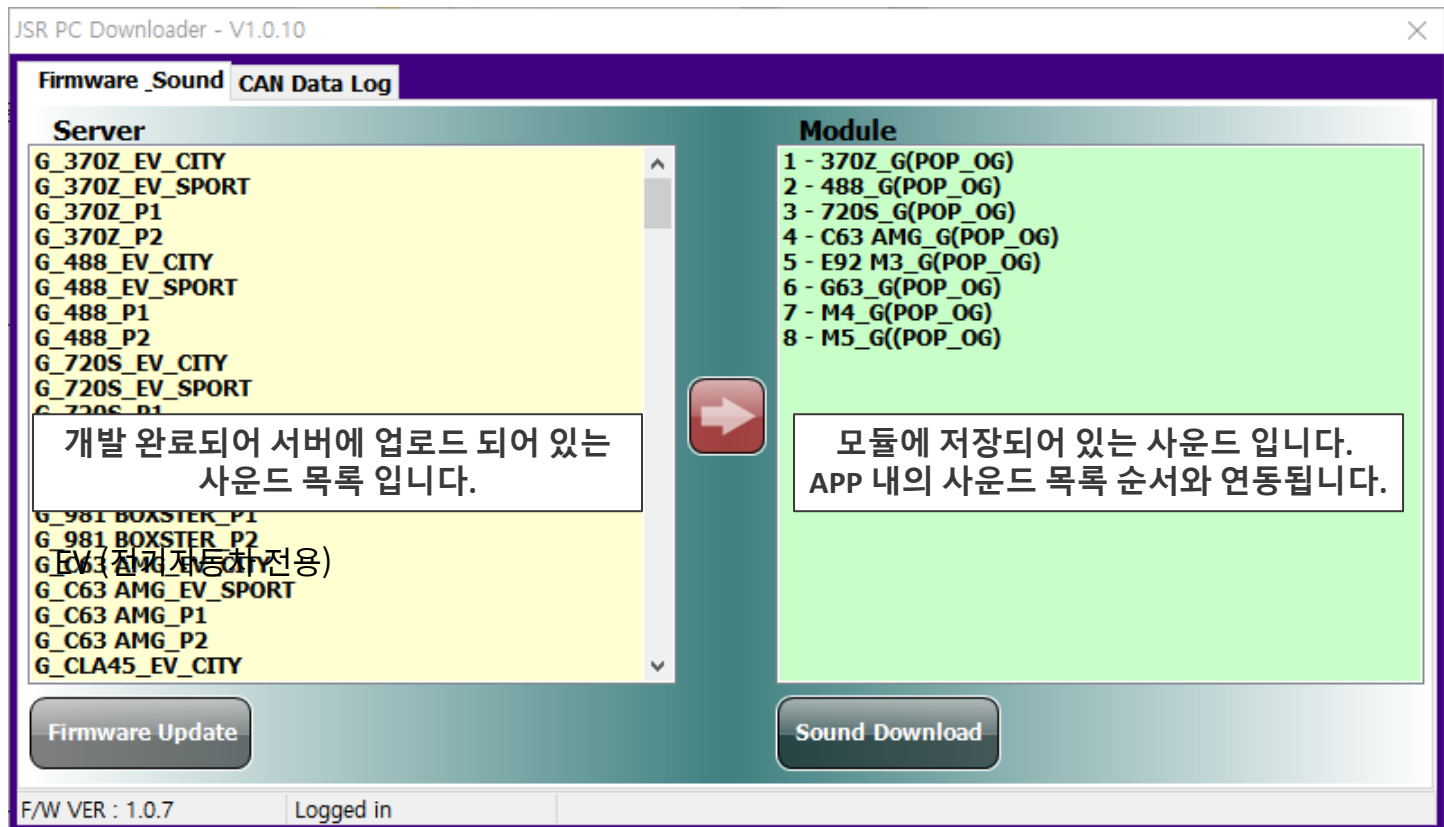 JSR PC Downloader - V1.0.10
Firmware _Sound
CAN Data Log
Server
G_370Z_EV_CITY
G_370Z_EV_SPORT
G_370Z_P1
G_370Z_P2
G_488_EV_CITY
G_488_EV_SPORT
G_488_P1
G_488_P2
G_720S_EV_CITY
G_720S_EV_SPORT
G_720S_P1
개발 완료되어 서버에 업로드 되어 있는
사운드 목록 입니다.
G_981 BOXSTER_P1
G_981 BOXSTER_P2
EV (전기자동차 전용)
G_C63 AMG_EV_CITY
G_C63 AMG_EV_SPORT
G_C63 AMG_P1
G_C63 AMG_P2
G_CLA45_EV_CITY
Module
1 - 370Z_G(POP_OG)
2 - 488_G(POP_OG)
3 - 720S_G(POP_OG)
4 - C63 AMG_G(POP_OG)
5 - E92 M3_G(POP_OG)
6 - G63_G(POP_OG)
7 - M4_G(POP_OG)
8 - M5_G((POP_OG)
모듈에 저장되어 있는 사운드 입니다.
APP 내의 사운드 목록 순서와 연동됩니다.
Firmware Update
Sound Download
F/W VER : 1.0.7
Logged in